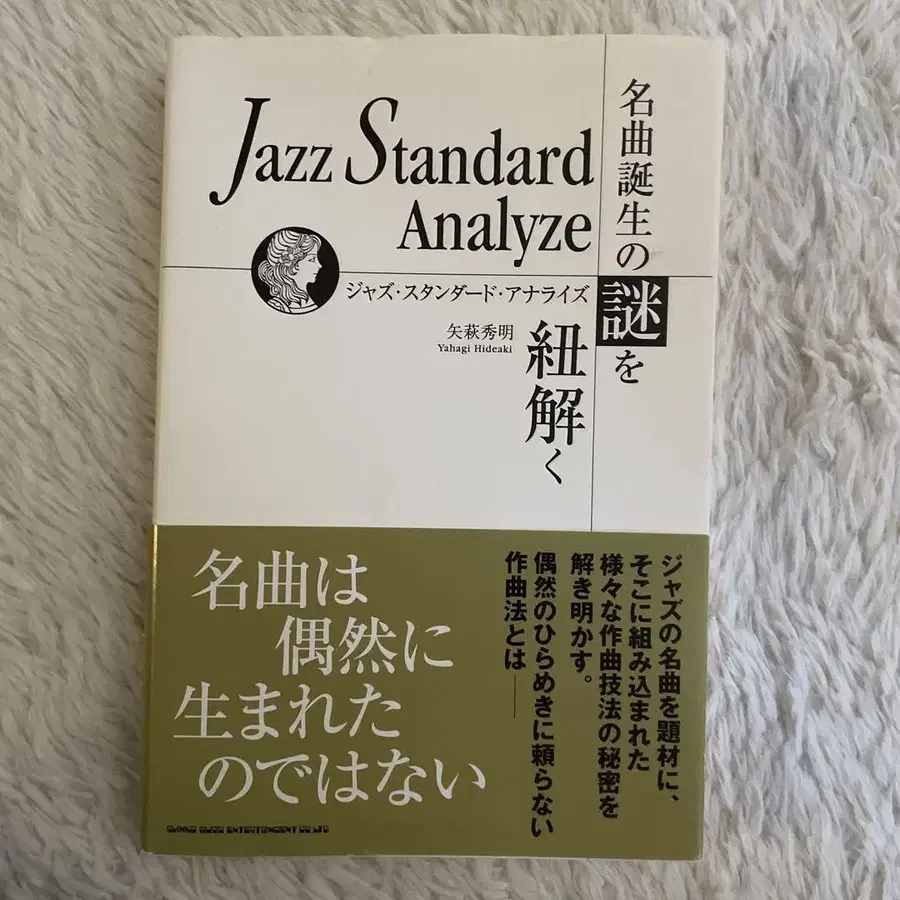 Jazz Standard
Analyze
ジャズ・スタンダード・アナライズ
名曲誕生の謎を
紐解く
矢萩秀明
Yahagi Hideaki
名曲は
偶然に
生まれた
のではない
ジャズの名曲を題材に、
そこに組み込まれた
様々な作曲技法の秘密を
解き明かす。
偶然のひらめきに頼らない
作曲法とは——
SHINKO MUSIC ENTERTAINMENT CO.,LTD.